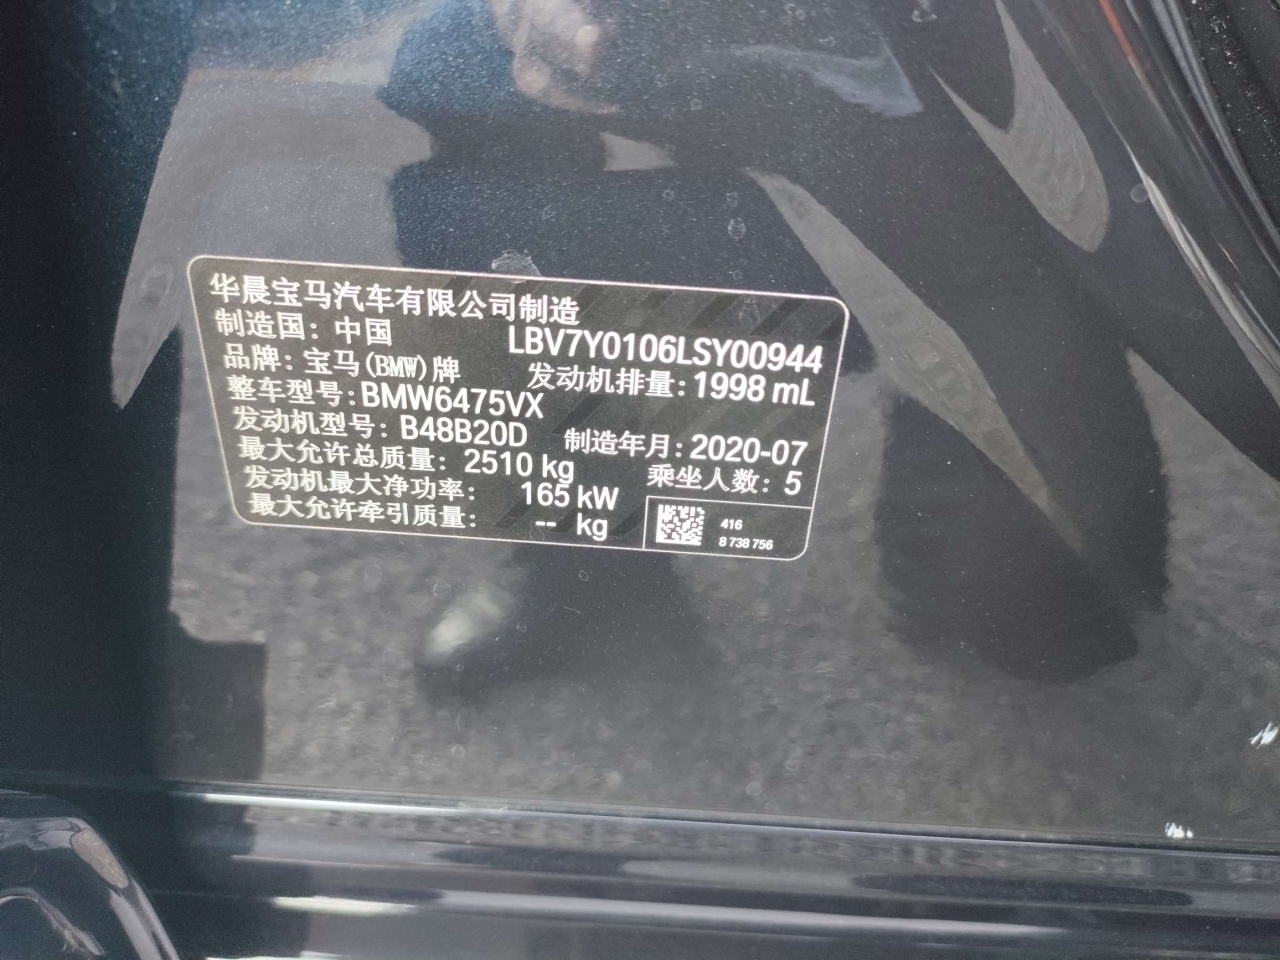 华晨宝马汽车有限公司制造
制造国：中国
LBV7Y0106LSY00944
品牌：宝马(BMW)牌
发动机排量：1998 mL
整车型号：BMW6475VX
发动机型号：B48B20D
制造年月：2020-07
最大允许总质量：2510 kg
乘坐人数：5
发动机最大净功率：165 kW
最大允许牵引质量：-- kg
416
8 738 756